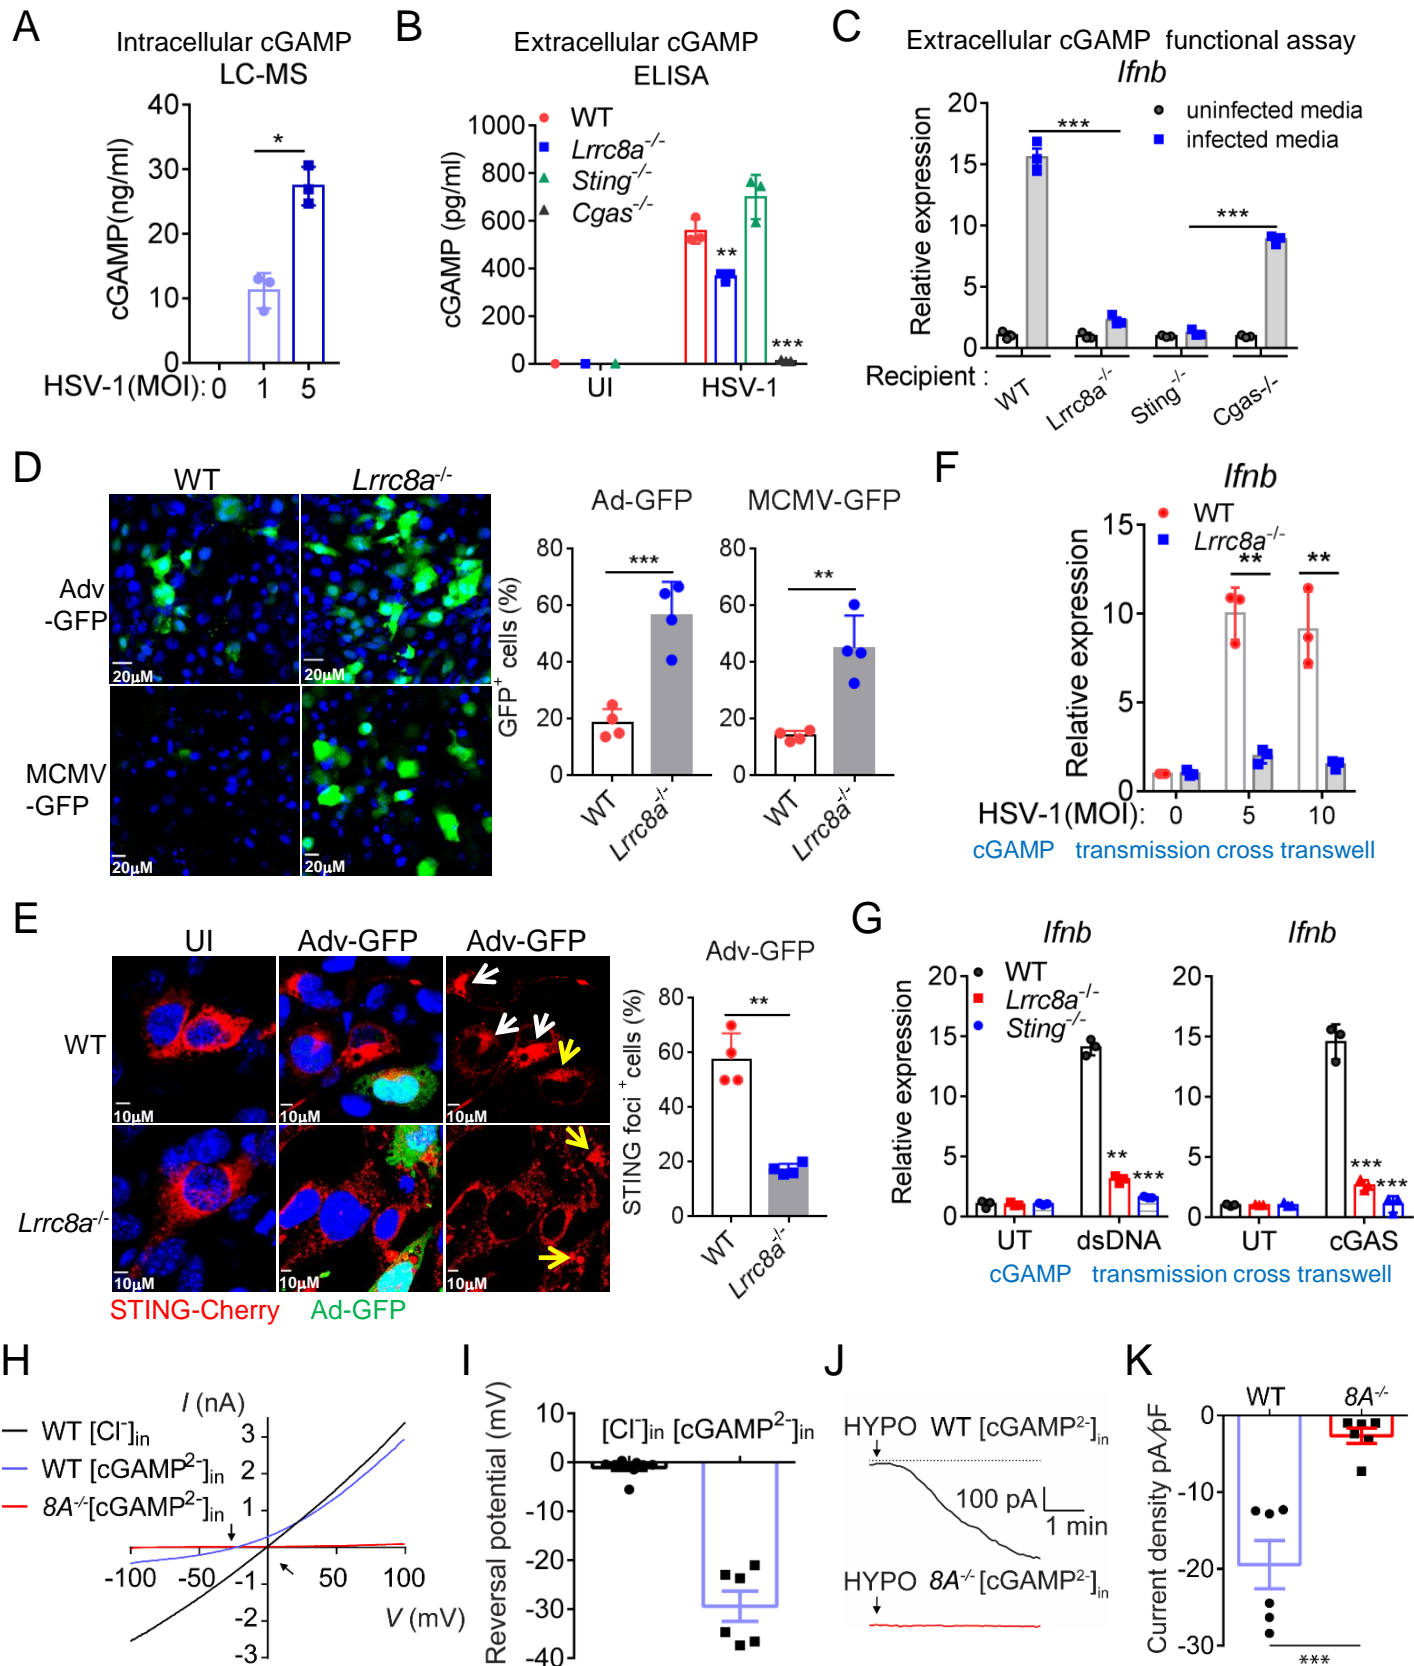 A
Intracellular cGAMP
LC-MS
cGAMP(ng/ml)
40
30
20
10
0
*
HSV-1(MOI): 0 1 5
B
Extracellular cGAMP
ELISA
cGAMP (pg/ml)
1000
800
600
400
200
0
WT
Lrrc8a-/-
Sting-/-
Cgas-/-
**
***
UI HSV-1
C
Extracellular cGAMP functional assay
Ifnb
Relative expression
20
15
10
5
0
uninfected media
infected media
***
***
Recipient :
WT
Lrrc8a-/-
Sting-/-
Cgas-/-
D
WT Lrrc8a-/-
Adv
-GFP
MCMV
-GFP
20µM
20µM
20µM
20µM
Ad-GFP
GFP+ cells (%)
80
60
40
20
0
***
WT
Lrrc8a-/-
MCMV-GFP
80
60
40
20
0
**
WT
Lrrc8a-/-
F
Ifnb
Relative expression
15
10
5
0
WT
Lrrc8a-/-
** **
HSV-1(MOI): 0 5 10
cGAMP transmission cross transwell
E
UI Adv-GFP Adv-GFP
WT
Lrrc8a-/-
10µM
10µM
10µM
10µM
10µM
10µM
STING-Cherry Ad-GFP
Adv-GFP
STING foci +cells (%)
80
60
40
20
0
**
WT
Lrrc8a-/-
G
Ifnb
Relative expression
20
15
10
5
0
WT
Lrrc8a-/-
Sting-/-
**
***
UT dsDNA
Ifnb
20
15
10
5
0
***
***
UT cGAS
cGAMP transmission cross transwell
H
I (nA)
WT [Cl-]in
WT [cGAMP2-]in
8A-/-[cGAMP2-]in
3
2
1
-1
-2
-3
-100 -50 50 100
V (mV)
I
Reversal potential (mV)
10
0
-10
-20
-30
-40
[Cl-]in [cGAMP2-]in
J
HYPO WT [cGAMP2-]in
100 pA
1 min
HYPO 8A-/- [cGAMP2-]in
K
WT 8A-/-
Current density pA/pF
0
-10
-20
-30
***